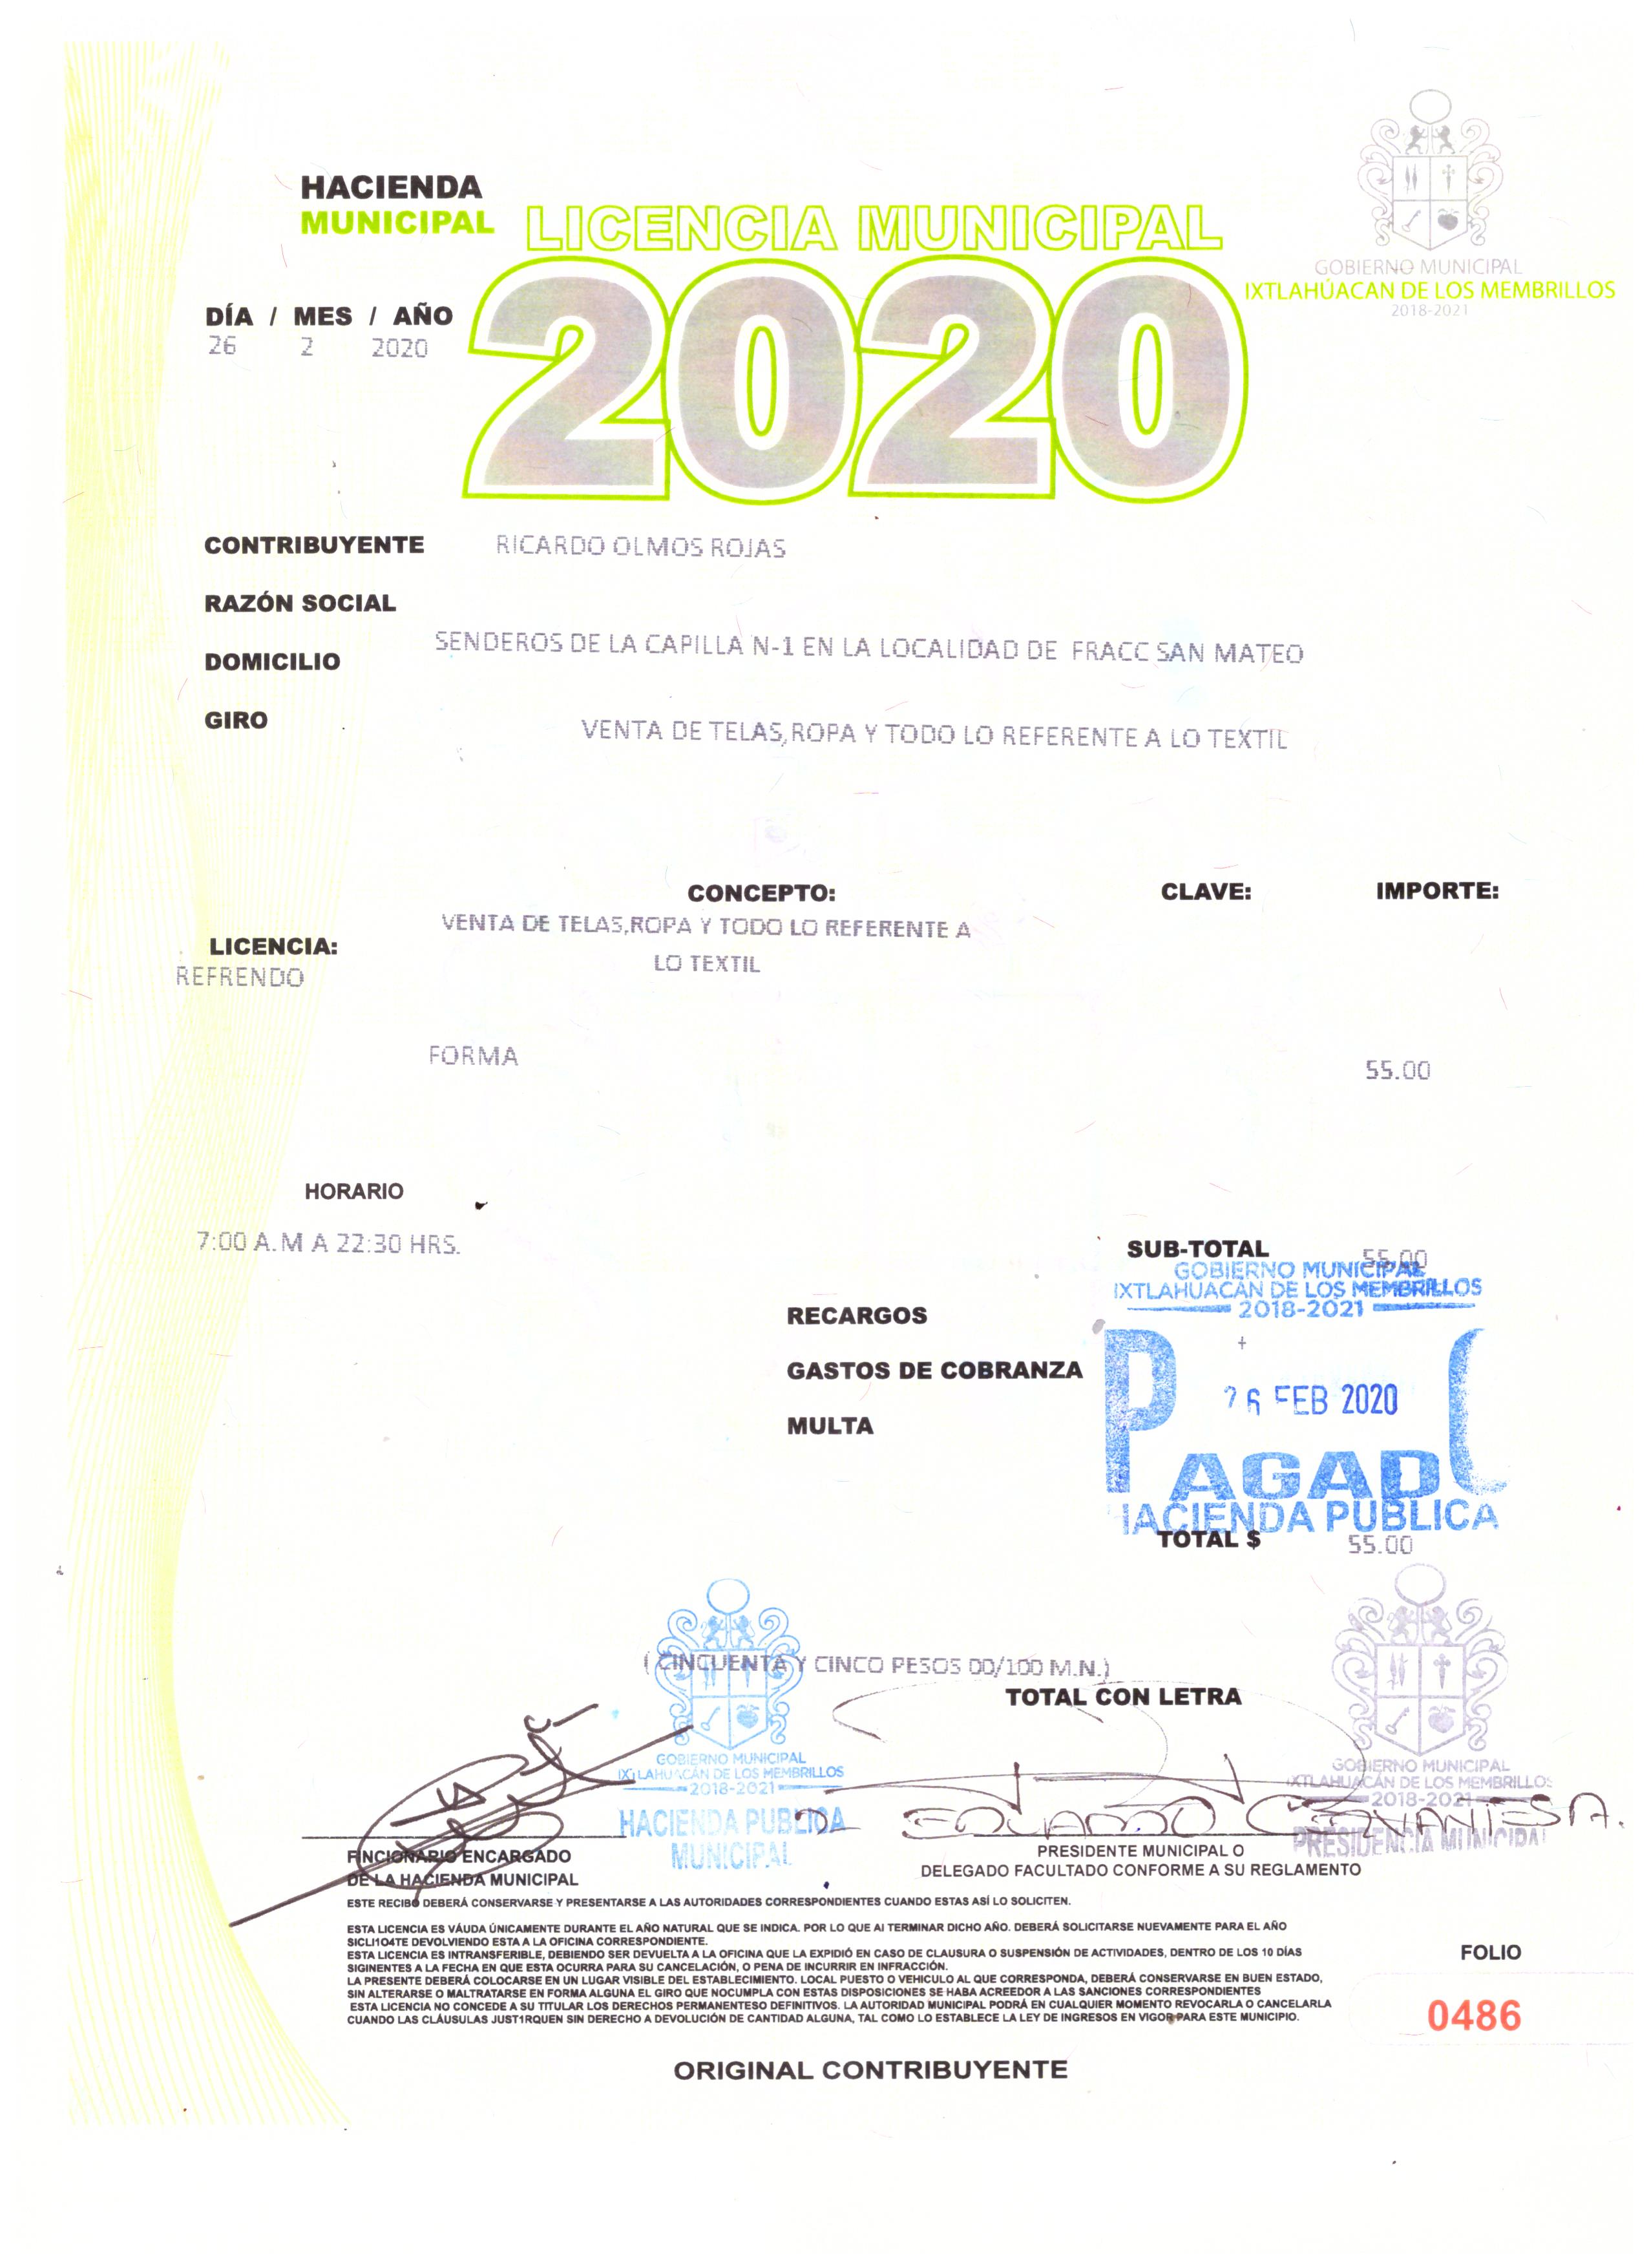 HACIENDA
MUNICIPAL
LICENCIA MUNICIPAL
2020
GOBIERNO MUNICIPAL
IXTLAHUACAN DE LOS MEMBRILLOS
2018-2021
DÍA / MES / AÑO
26 2 2020
CONTRIBUYENTE RICARDO OLMOS ROJAS
RAZÓN SOCIAL
DOMICILIO SENDEROS DE LA CAPILLA N-1 EN LA LOCALIDAD DE FRACC SAN MATEO
GIRO VENTA DE TELAS,ROPA Y TODO LO REFERENTE A LO TEXTIL
CONCEPTO: CLAVE: IMPORTE:
VENTA DE TELAS,ROPA Y TODO LO REFERENTE A
LICENCIA: LO TEXTIL
REFRENDO
FORMA 55.00
HORARIO
7:00 A.M A 22:30 HRS.
SUB-TOTAL 55.00
GOBIERNO MUNICIPAL
IXTLAHUACÁN DE LOS MEMBRILLOS
2018-2021
RECARGOS
GASTOS DE COBRANZA
MULTA
26 FEB 2020
PAGADO
HACIENDA PUBLICA
TOTAL $ 55.00
( CINCUENTA Y CINCO PESOS 00/100 M.N.)
TOTAL CON LETRA
GOBIERNO MUNICIPAL
IXTLAHUACÁN DE LOS MEMBRILLOS
2018-2021
HACIENDA PUBLICA
MUNICIPAL
GOBIERNO MUNICIPAL
IXTLAHUACÁN DE LOS MEMBRILLOS
2018-2021
PRESIDENCIA MUNICIPAL
EDUARDO CERVANTES A.
FINCIONARIO ENCARGADO
DE LA HACIENDA MUNICIPAL
PRESIDENTE MUNICIPAL O
DELEGADO FACULTADO CONFORME A SU REGLAMENTO
ESTE RECIBO DEBERÁ CONSERVARSE Y PRESENTARSE A LAS AUTORIDADES CORRESPONDIENTES CUANDO ESTAS ASÍ LO SOLICITEN.
ESTA LICENCIA ES VÁUDA ÚNICAMENTE DURANTE EL AÑO NATURAL QUE SE INDICA. POR LO QUE AI TERMINAR DICHO AÑO. DEBERÁ SOLICITARSE NUEVAMENTE PARA EL AÑO
SICLI1O4TE DEVOLVIENDO ESTA A LA OFICINA CORRESPONDIENTE.
ESTA LICENCIA ES INTRANSFERIBLE, DEBIENDO SER DEVUELTA A LA OFICINA QUE LA EXPIDIÓ EN CASO DE CLAUSURA O SUSPENSIÓN DE ACTIVIDADES, DENTRO DE LOS 10 DÍAS
SIGINENTES A LA FECHA EN QUE ESTA OCURRA PARA SU CANCELACIÓN, O PENA DE INCURRIR EN INFRACCIÓN.
LA PRESENTE DEBERÁ COLOCARSE EN UN LUGAR VISIBLE DEL ESTABLECIMIENTO. LOCAL PUESTO O VEHICULO AL QUE CORRESPONDA, DEBERÁ CONSERVARSE EN BUEN ESTADO,
SIN ALTERARSE O MALTRATARSE EN FORMA ALGUNA EL GIRO QUE NOCUMPLA CON ESTAS DISPOSICIONES SE HABA ACREEDOR A LAS SANCIONES CORRESPONDIENTES
ESTA LICENCIA NO CONCEDE A SU TITULAR LOS DERECHOS PERMANENTESO DEFINITIVOS. LA AUTORIDAD MUNICIPAL PODRÁ EN CUALQUIER MOMENTO REVOCARLA O CANCELARLA
CUANDO LAS CLÁUSULAS JUST1RQUEN SIN DERECHO A DEVOLUCIÓN DE CANTIDAD ALGUNA, TAL COMO LO ESTABLECE LA LEY DE INGRESOS EN VIGOR PARA ESTE MUNICIPIO.
FOLIO
0486
ORIGINAL CONTRIBUYENTE